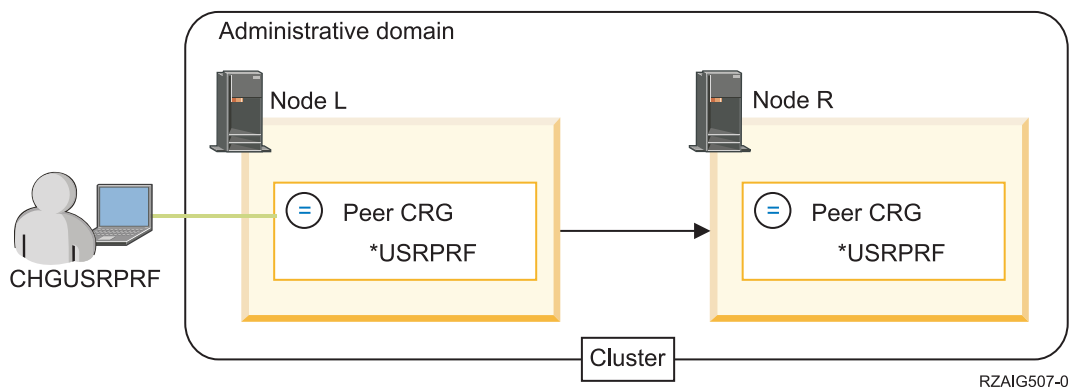 Administrative domain
Node L
Node R
= Peer CRG
*USRPRF
= Peer CRG
*USRPRF
CHGUSRPRF
Cluster
RZAIG507-0